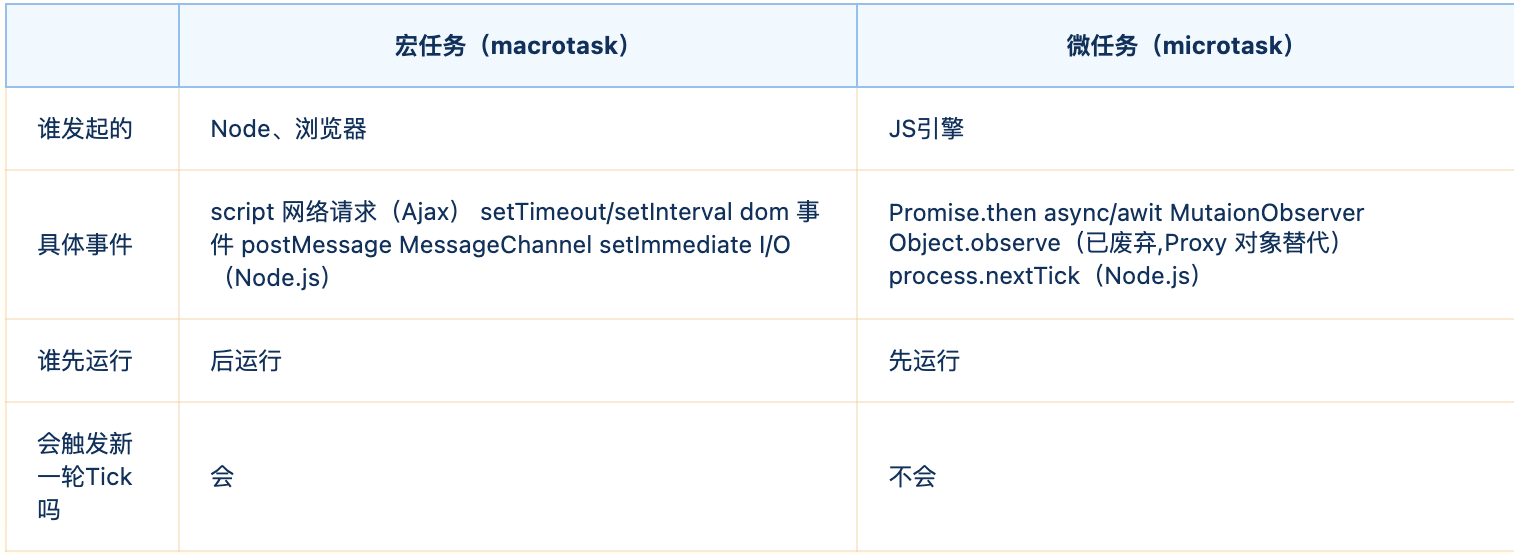 宏任务（macrotask）
微任务（microtask）
谁发起的
Node、浏览器
JS引擎
具体事件
script 网络请求（Ajax） setTimeout/setInterval dom 事
件 postMessage MessageChannel setImmediate I/O
（Node.js）
Promise.then async/awit MutaionObserver
Object.observe（已废弃,Proxy 对象替代）
process.nextTick（Node.js）
谁先运行
后运行
先运行
会触发新
一轮Tick
吗
会
不会